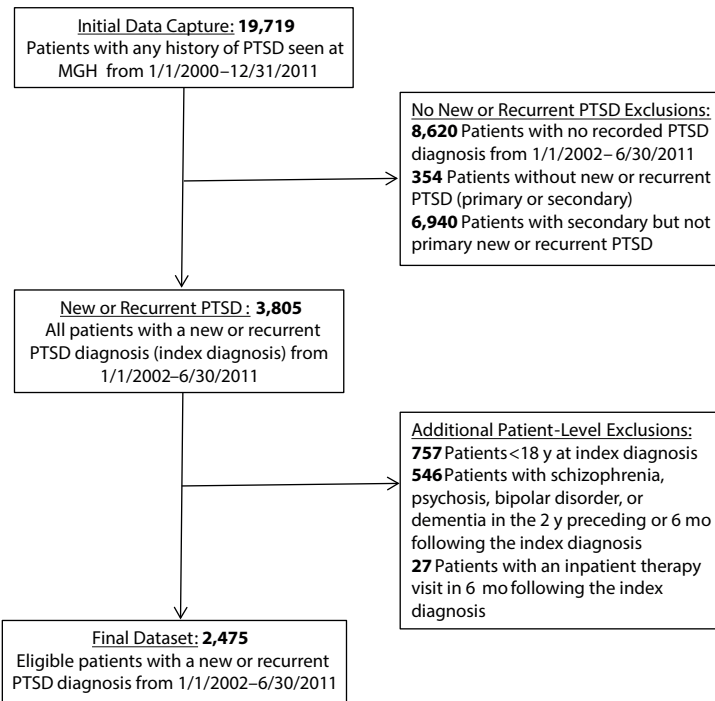 Initial Data Capture: 19,719
Patients with any history of PTSD seen at
MGH from 1/1/2000–12/31/2011
No New or Recurrent PTSD Exclusions:
8,620 Patients with no recorded PTSD
diagnosis from 1/1/2002–6/30/2011
354 Patients without new or recurrent
PTSD (primary or secondary)
6,940 Patients with secondary but not
primary new or recurrent PTSD
New or Recurrent PTSD : 3,805
All patients with a new or recurrent
PTSD diagnosis (index diagnosis) from
1/1/2002–6/30/2011
Additional Patient-Level Exclusions:
757 Patients<18 y at index diagnosis
546 Patients with schizophrenia,
psychosis, bipolar disorder, or
dementia in the 2 y preceding or 6 mo
following the index diagnosis
27 Patients with an inpatient therapy
visit in 6 mo following the index
diagnosis
Final Dataset: 2,475
Eligible patients with a new or recurrent
PTSD diagnosis from 1/1/2002–6/30/2011